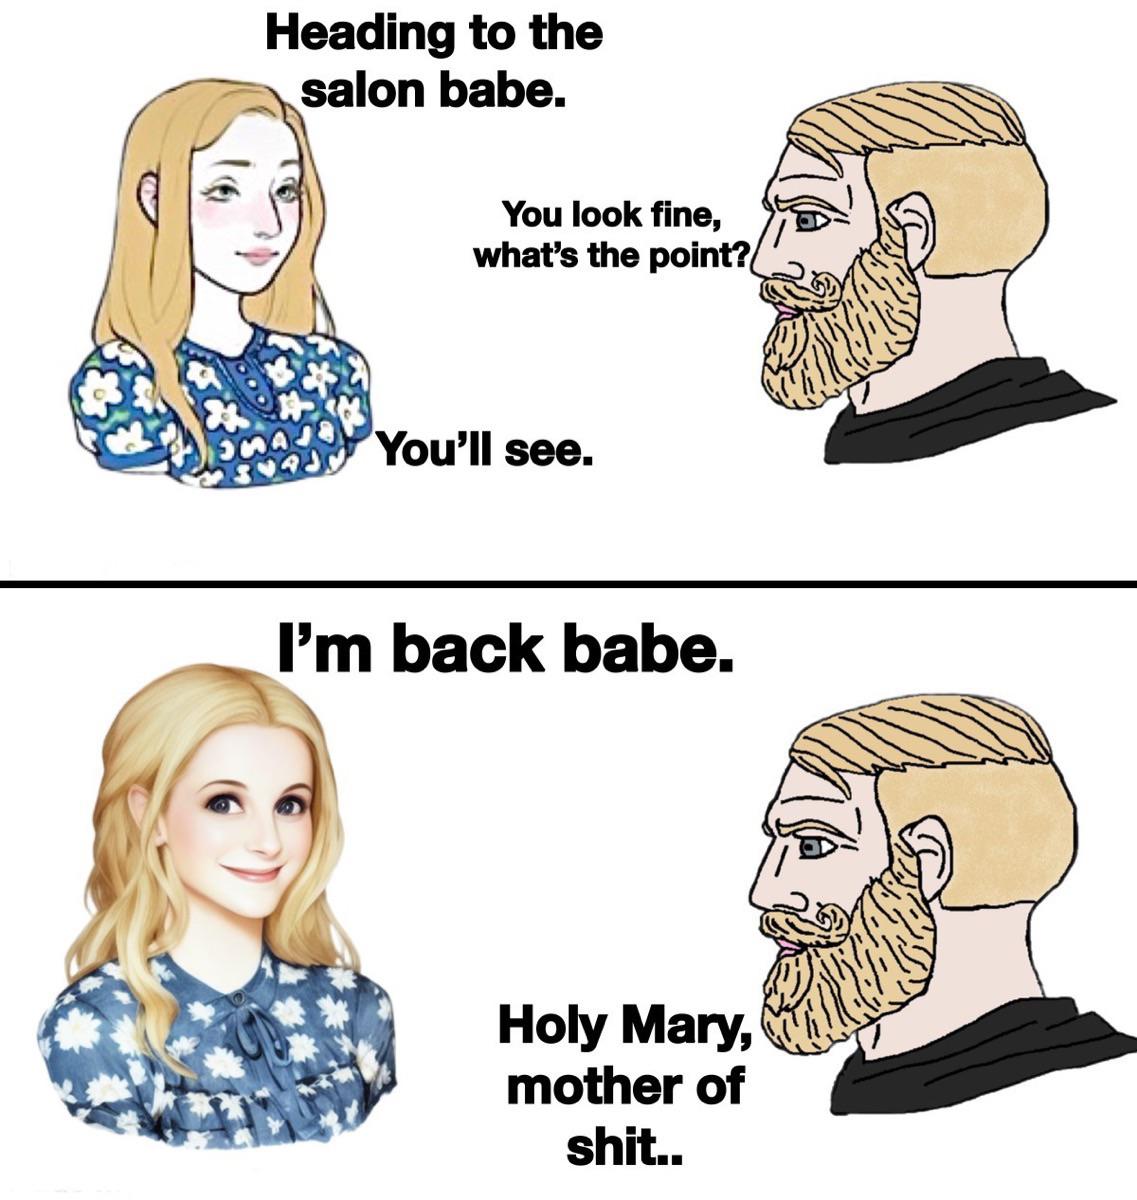 Heading to the
salon babe.
You look fine,
what's the point?
You'll see.
I'm back babe.
Holy Mary,
mother of
shit..